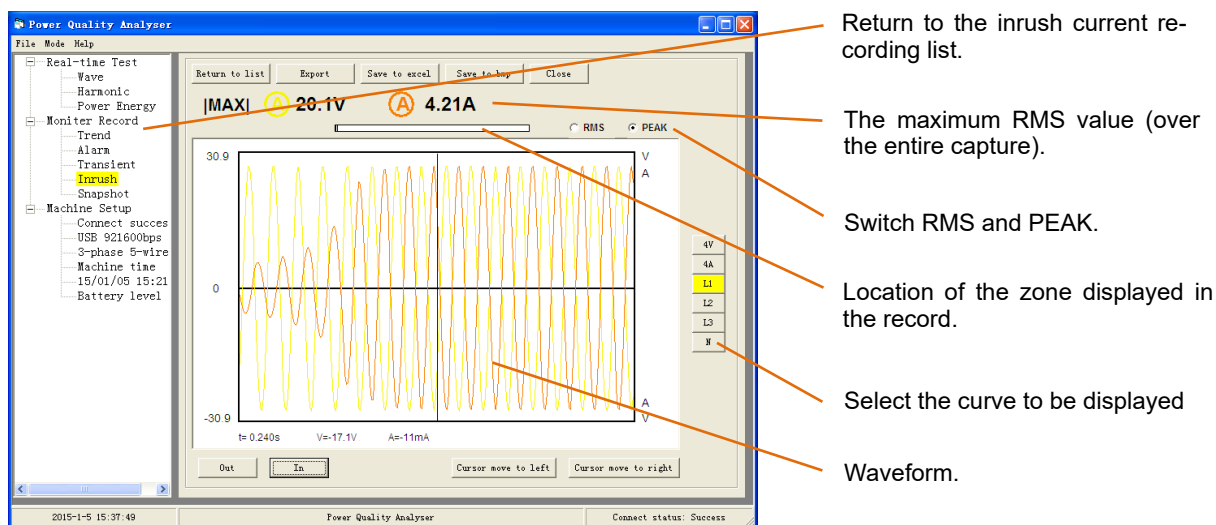 Power Quality Analyser
File Mode Help
Real-time Test
Wave
Harmonic
Power Energy
Moniter Record
Trend
Alarm
Transient
Inrush
Snapshot
Machine Setup
Connect succes
USB 921600bps
3-phase 5-wire
Machine time
15/01/05 15:21
Battery level
Return to list Export Save to excel Save to bmp Close
|MAX| A 20.1V A 4.21A
RMS PEAK
30.9 V
A
0
-30.9 A
V
t= 0.240s V=-17.1V A=-11mA
4V
4A
L1
L2
L3
N
Out In Cursor move to left Cursor move to right
2015-1-5 15:37:49 Power Quality Analyser Connect status: Success
Return to the inrush current re-
cording list.
The maximum RMS value (over
the entire capture).
Switch RMS and PEAK.
Location of the zone displayed in
the record.
Select the curve to be displayed
Waveform.